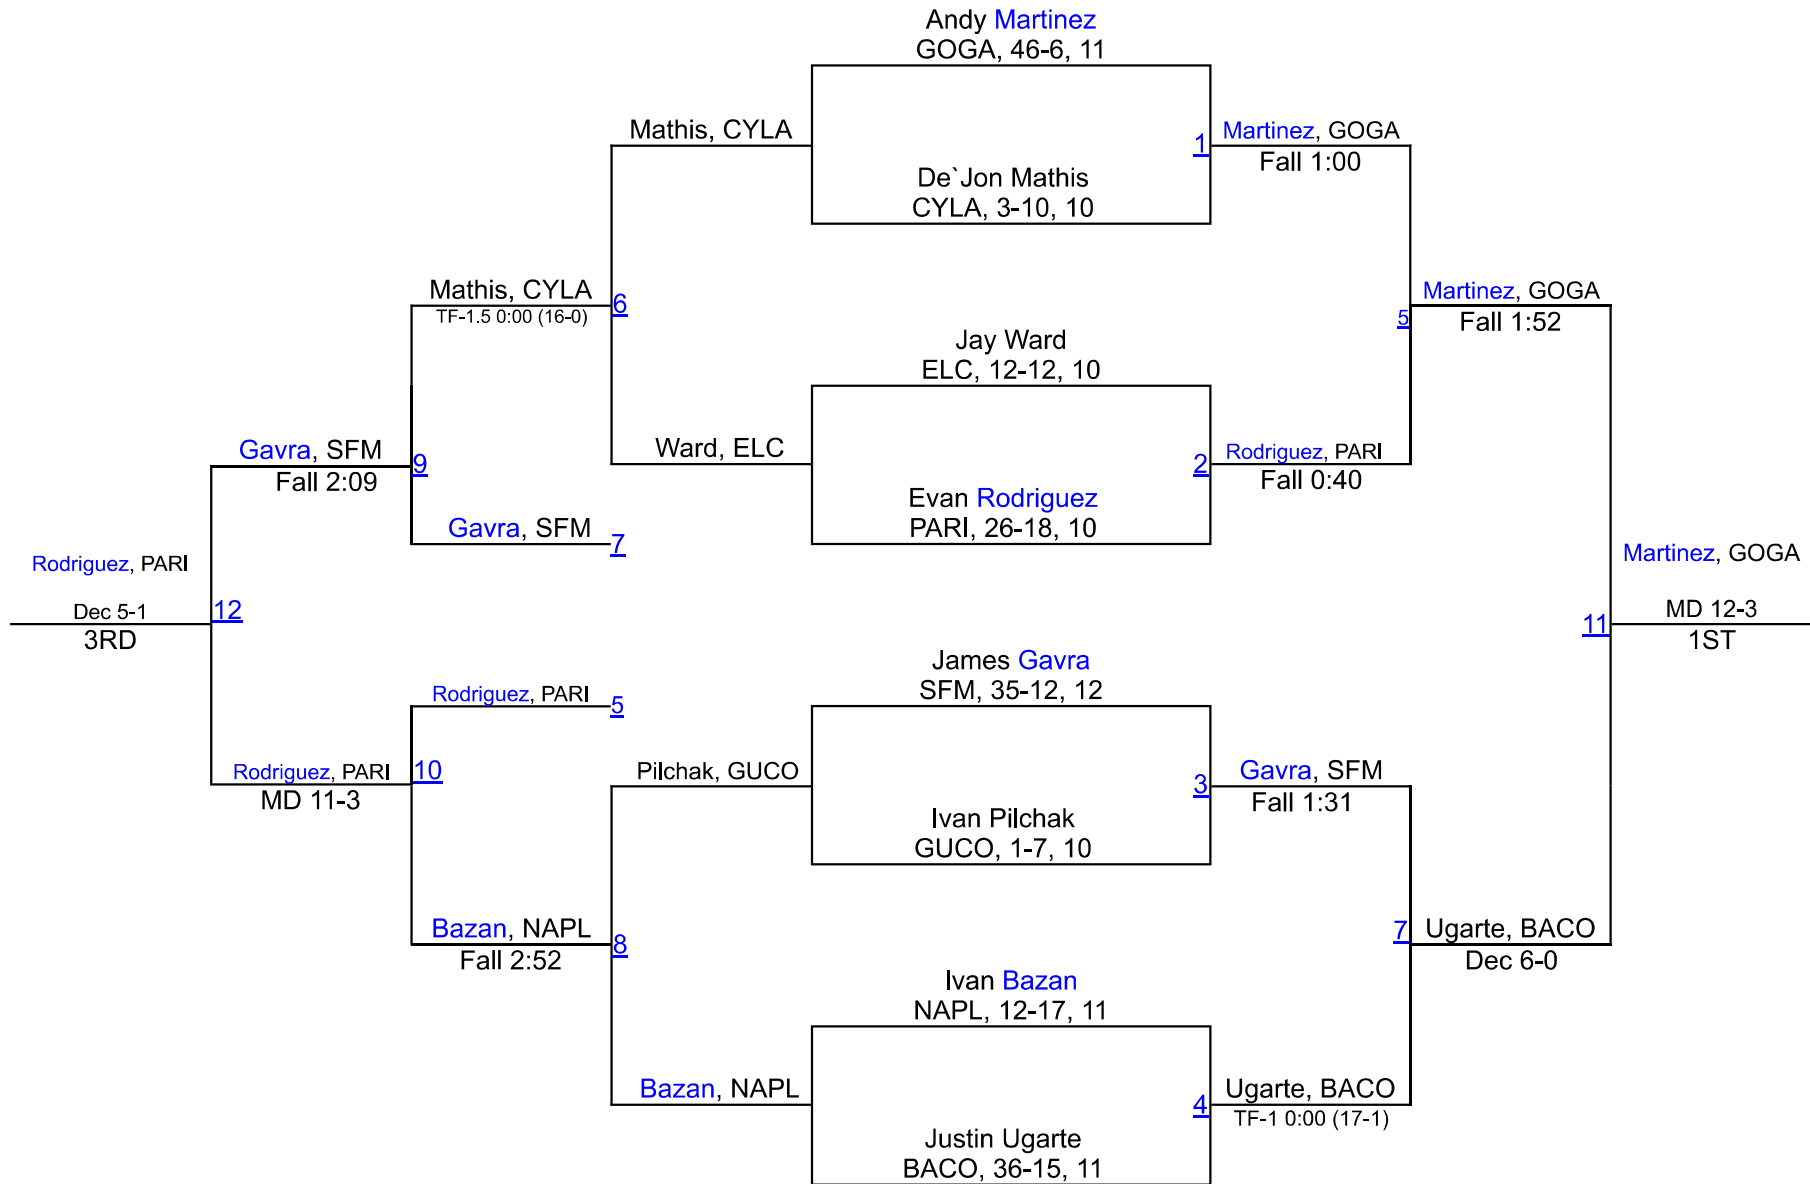 Andy Martinez
GOGA, 46-6, 11
Mathis, CYLA
1
Martinez, GOGA
Fall 1:00
De`Jon Mathis
CYLA, 3-10, 10
Mathis, CYLA
TF-1.5 0:00 (16-0)
6
Martinez, GOGA
Fall 1:52
5
Jay Ward
ELC, 12-12, 10
Gavra, SFM
Fall 2:09
9
Ward, ELC
2
Rodriguez, PARI
Fall 0:40
Evan Rodriguez
PARI, 26-18, 10
Gavra, SFM
7
Rodriguez, PARI
Dec 5-1
3RD
12
Martinez, GOGA
MD 12-3
1ST
11
James Gavra
SFM, 35-12, 12
Rodriguez, PARI
5
Rodriguez, PARI
MD 11-3
10
Pilchak, GUCO
3
Gavra, SFM
Fall 1:31
Ivan Pilchak
GUCO, 1-7, 10
Bazan, NAPL
Fall 2:52
8
7
Ugarte, BACO
Dec 6-0
Ivan Bazan
NAPL, 12-17, 11
Bazan, NAPL
4
Ugarte, BACO
TF-1 0:00 (17-1)
Justin Ugarte
BACO, 36-15, 11